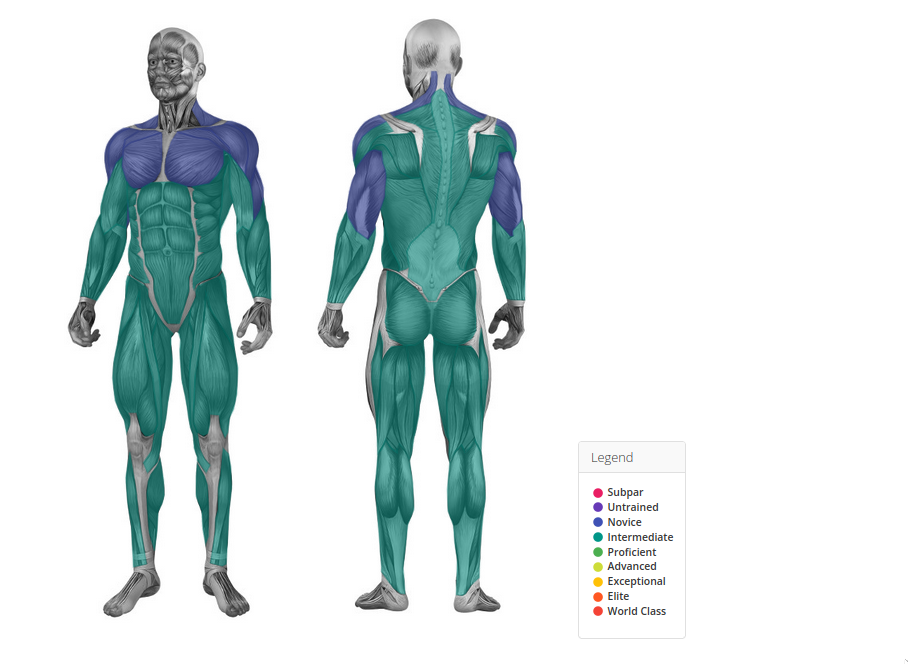 Legend
Subpar
Untrained
Novice
Intermediate
Proficient
Advanced
Exceptional
Elite
World Class